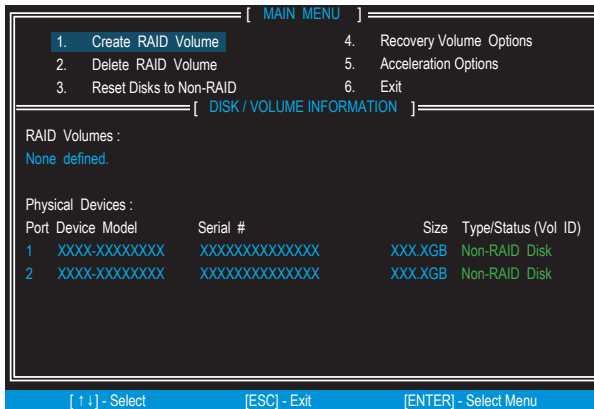 [ MAIN MENU ]
1. Create RAID Volume 4. Recovery Volume Options
2. Delete RAID Volume 5. Acceleration Options
3. Reset Disks to Non-RAID 6. Exit
[ DISK / VOLUME INFORMATION ]
RAID Volumes :
None defined.
Physical Devices :
Port Device Model Serial # Size Type/Status (Vol ID)
1 XXXX-XXXXXXXX XXXXXXXXXXXXXX XXX.XGB Non-RAID Disk
2 XXXX-XXXXXXXX XXXXXXXXXXXXXX XXX.XGB Non-RAID Disk
[ ↑↓] - Select [ESC] - Exit [ENTER] - Select Menu